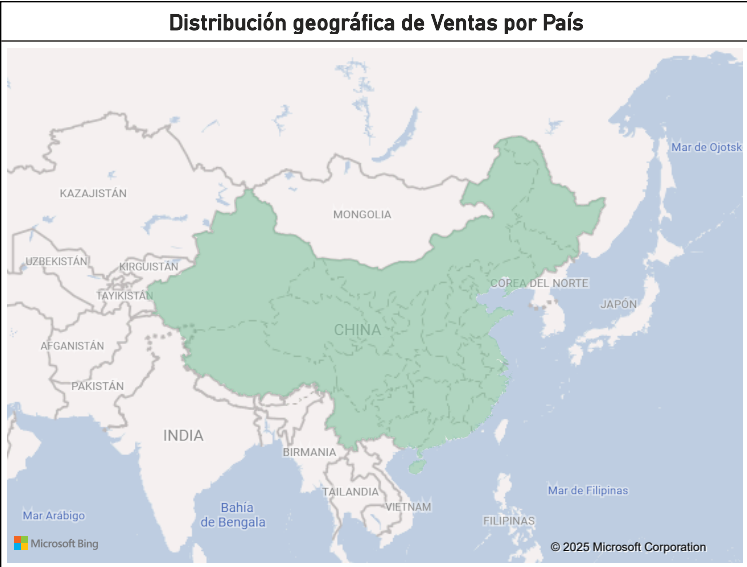 Distribución geográfica de Ventas por País
Mar de Ojotsk
KAZAJISTÁN
MONGOLIA
UZBEKISTÁN
KIRGUISTÁN
COREA DEL NORTE
TAYIKISTÁN
JAPÓN
CHINA
AFGANISTÁN
PAKISTÁN
INDIA
BIRMANIA
TAILANDIA
Mar de Filipinas
VIETNAM
Bahía
de Bengala
Mar Arábigo
FILIPINAS
Microsoft Bing
© 2025 Microsoft Corporation